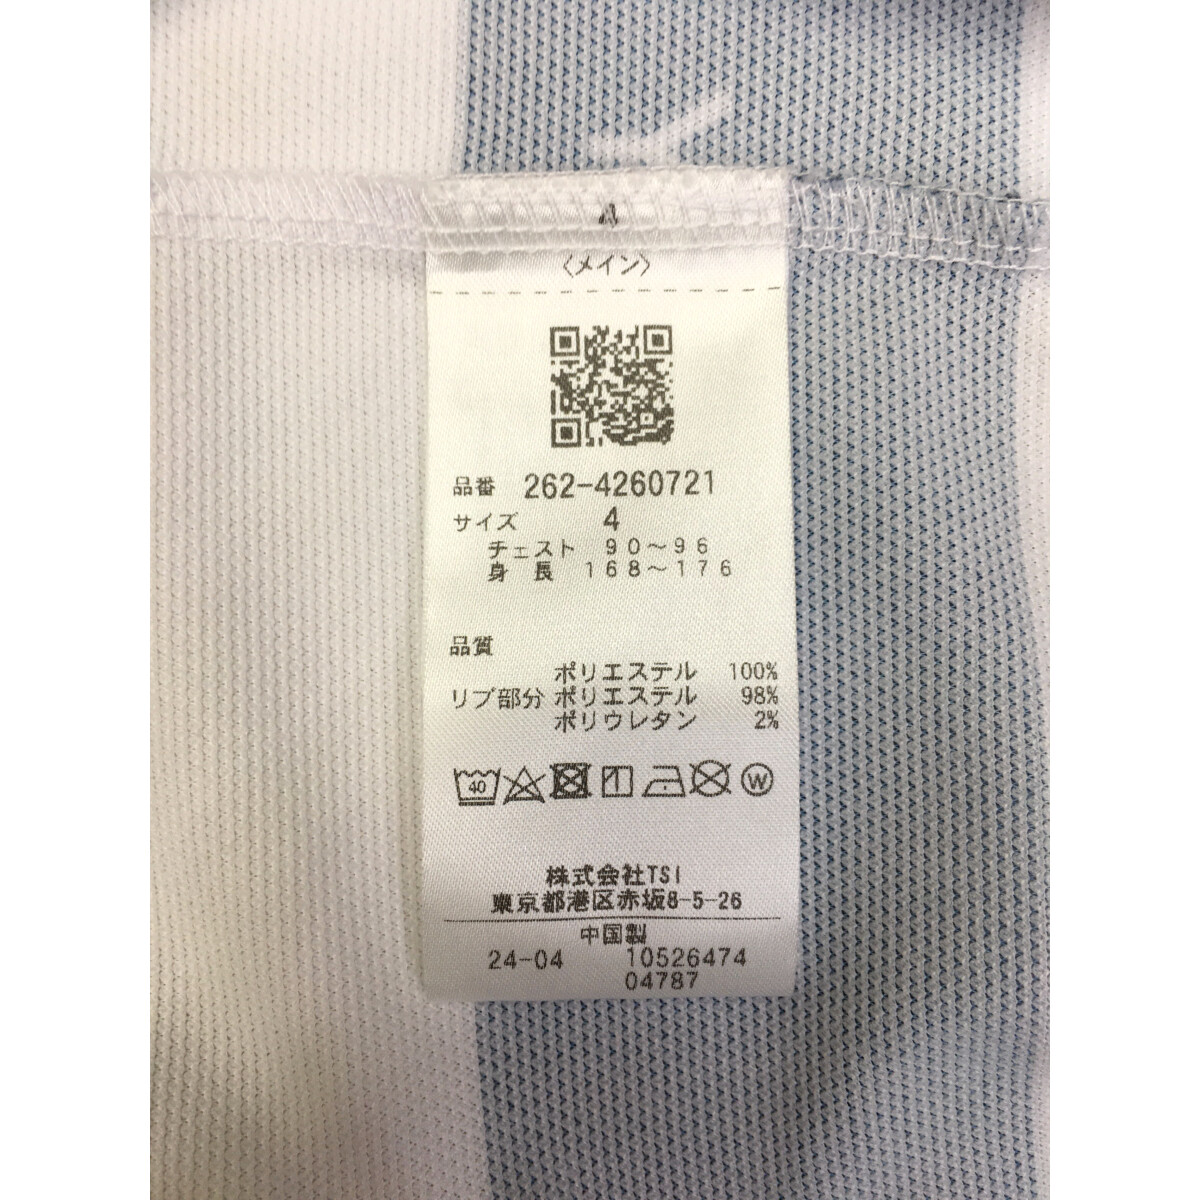 4
〈メイン〉
品番 262-4260721
サイズ 4
チェスト 90～96
身長 168～176
品質
ポリエステル 100%
リブ部分 ポリエステル 98%
ポリウレタン 2%
40 W
株式会社TSI
東京都港区赤坂8-5-26
中国製
24-04 10526474
04787